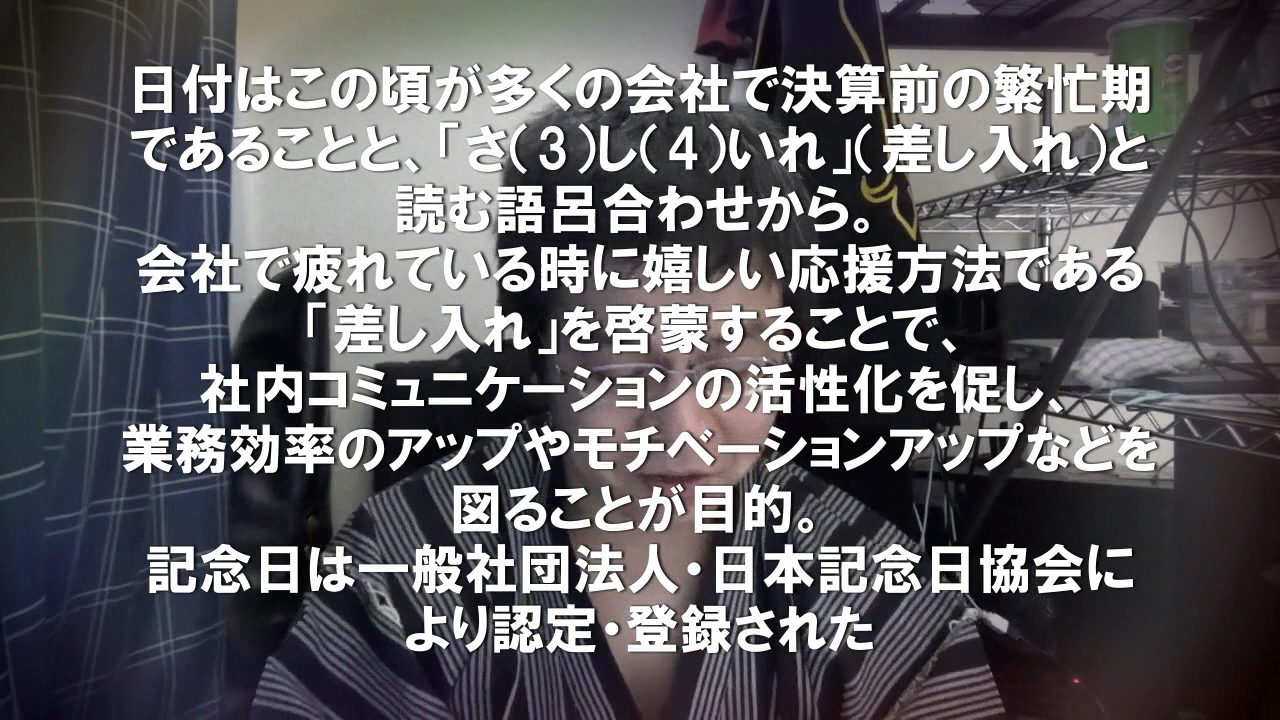 日付はこの頃が多くの会社で決算前の繁忙期
であることと、「さ(3)し(4)いれ」(差し入れ)と
読む語呂合わせから。
会社で疲れている時に嬉しい応援方法である
「差し入れ」を啓蒙することで、
社内コミュニケーションの活性化を促し、
業務効率のアップやモチベーションアップなどを
図ることが目的。
記念日は一般社団法人・日本記念日協会に
より認定・登録された